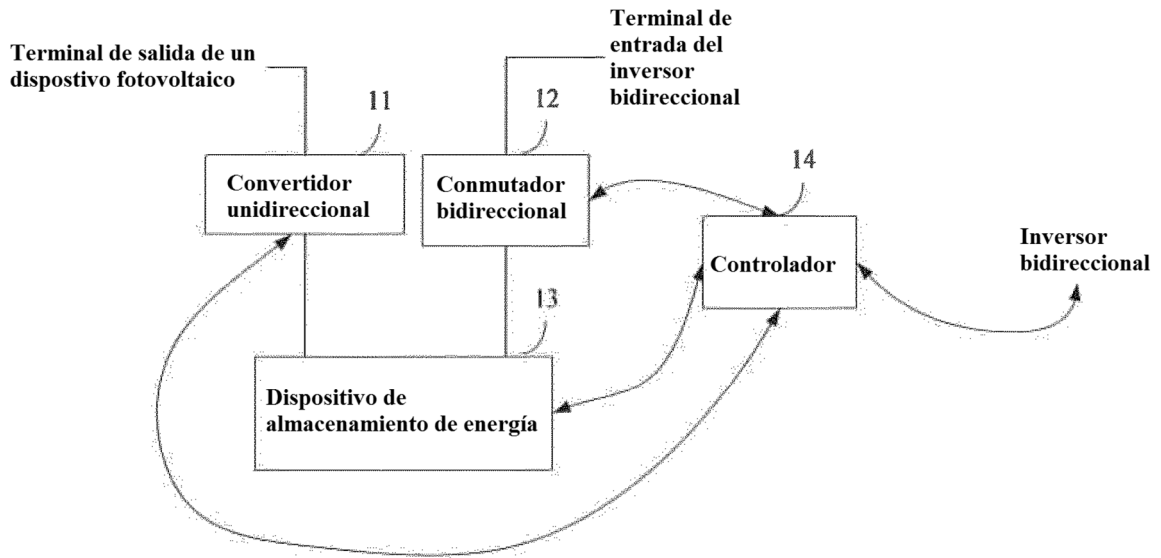 Terminal de salida de un
dispostivo fotovoltaico
Terminal de
entrada del
inversor
bidireccional
11
12
14
Convertidor
unidireccional
Conmutador
bidireccional
Controlador
Inversor
bidireccional
13
Dispositivo de
almacenamiento de energía